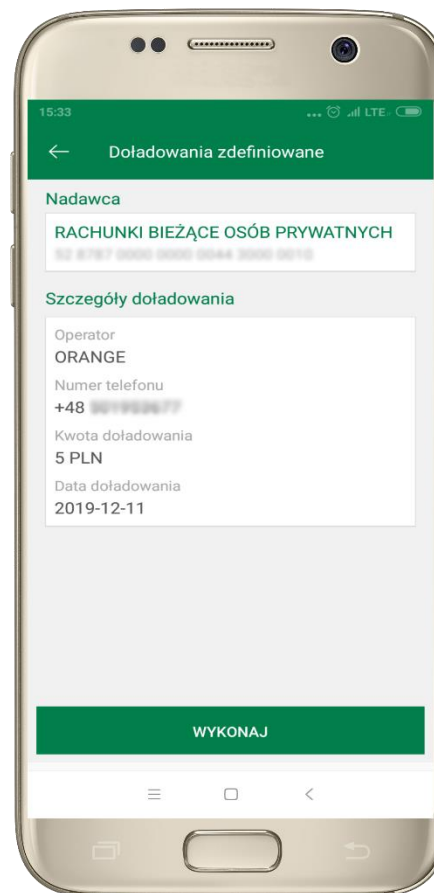 15:33
... LTE
Doładowania zdefiniowane
Nadawca
RACHUNKI BIEŻĄCE OSÓB PRYWATNYCH
Szczegóły doładowania
Operator
ORANGE
Numer telefonu
+48
Kwota doładowania
5 PLN
Data doładowania
2019-12-11
WYKONAJ